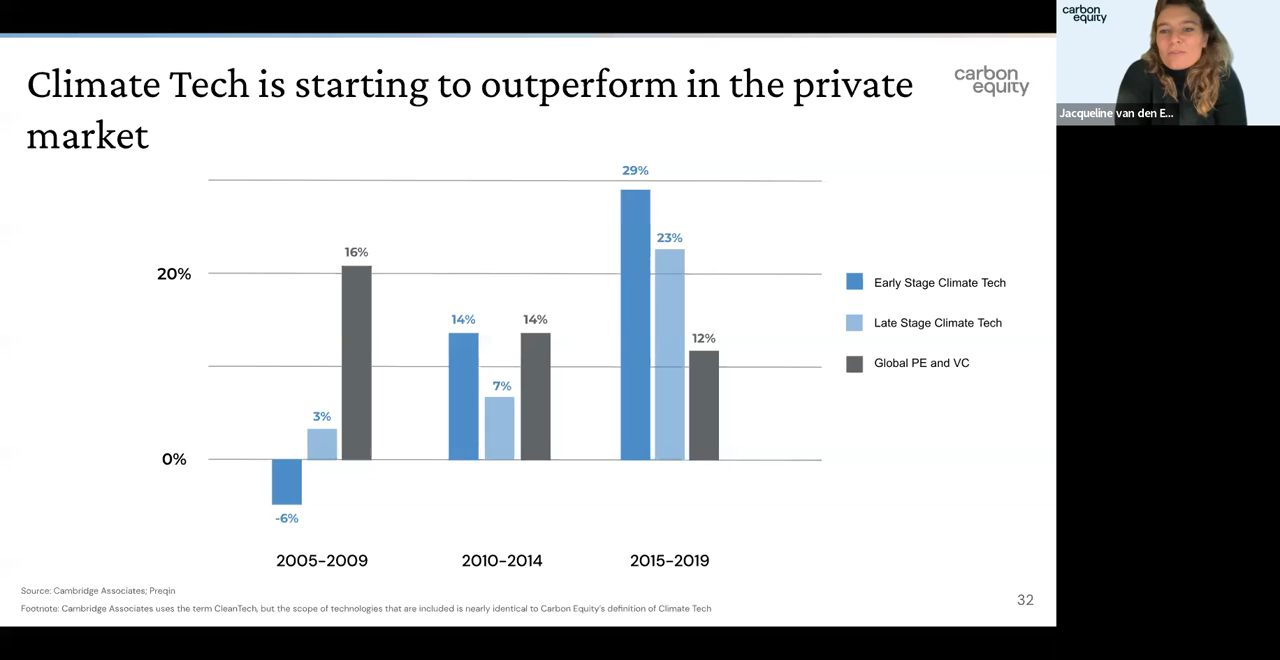 Climate Tech is starting to outperform in the private
market
carbon
equity
29%
23%
16%
20%
14%
14%
12%
7%
3%
0%
-6%
2005-2009
2010-2014
2015-2019
Early Stage Climate Tech
Late Stage Climate Tech
Global PE and VC
Source: Cambridge Associates; Preqin
Footnote: Cambridge Associates uses the term CleanTech, but the scope of technologies that are included is nearly identical to Carbon Equity's definition of Climate Tech
32
carbon
equity
Jacqueline van den E...